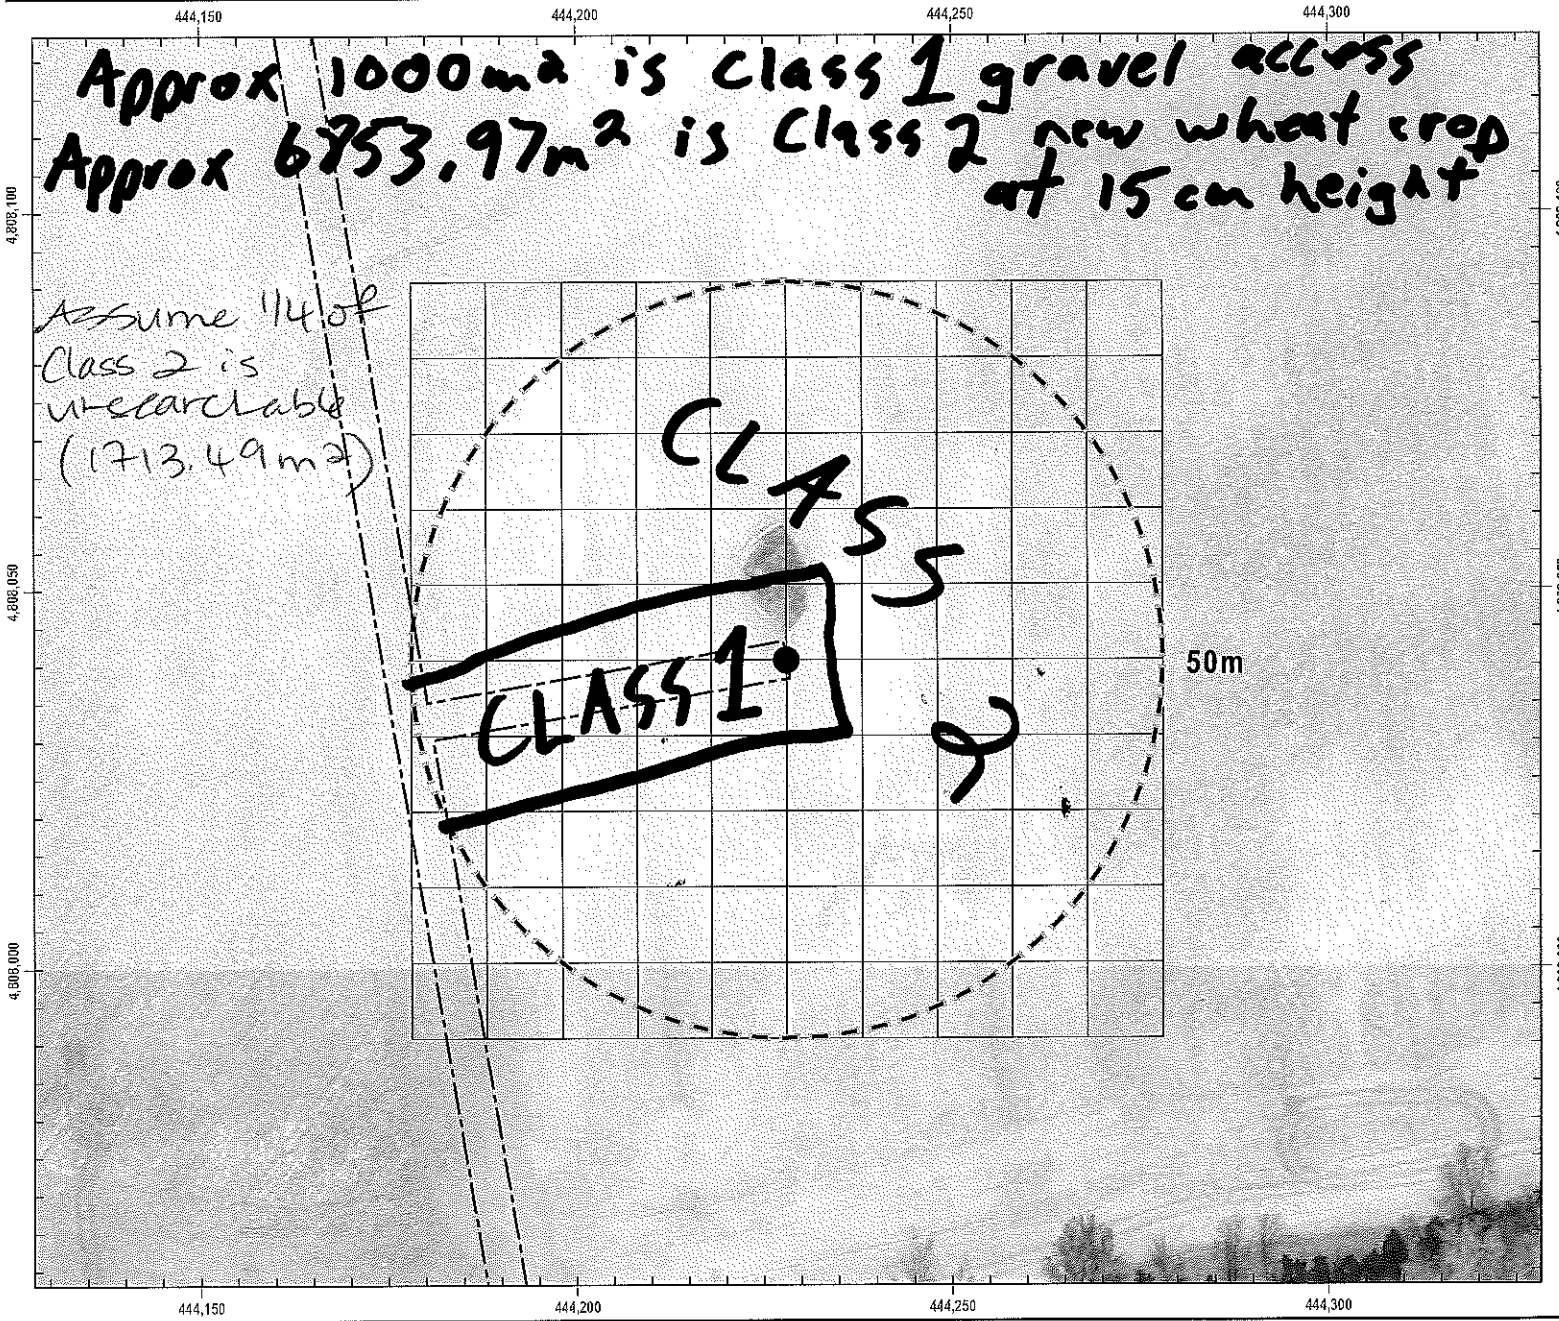 444,150 444,200 444,250 444,300
Approx 1000m2 is Class 1 gravel access
Approx 6853.97m2 is Class 2 new wheat crop
at 15 cm height
4,808,100
Assume 1/4 of
Class 2 is
unsearchable
(1713.49m2)
CLASS 2
4,808,050
CLASS 1
50m
4,808,000
444,150 444,200 444,250 444,300